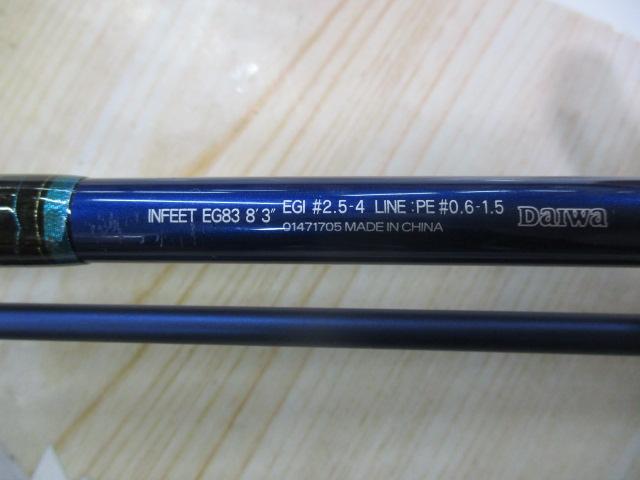 INFEET EG83 8'3" EGI #2.5-4 LINE:PE #0.6-1.5
01471705 MADE IN CHINA
DAIWA